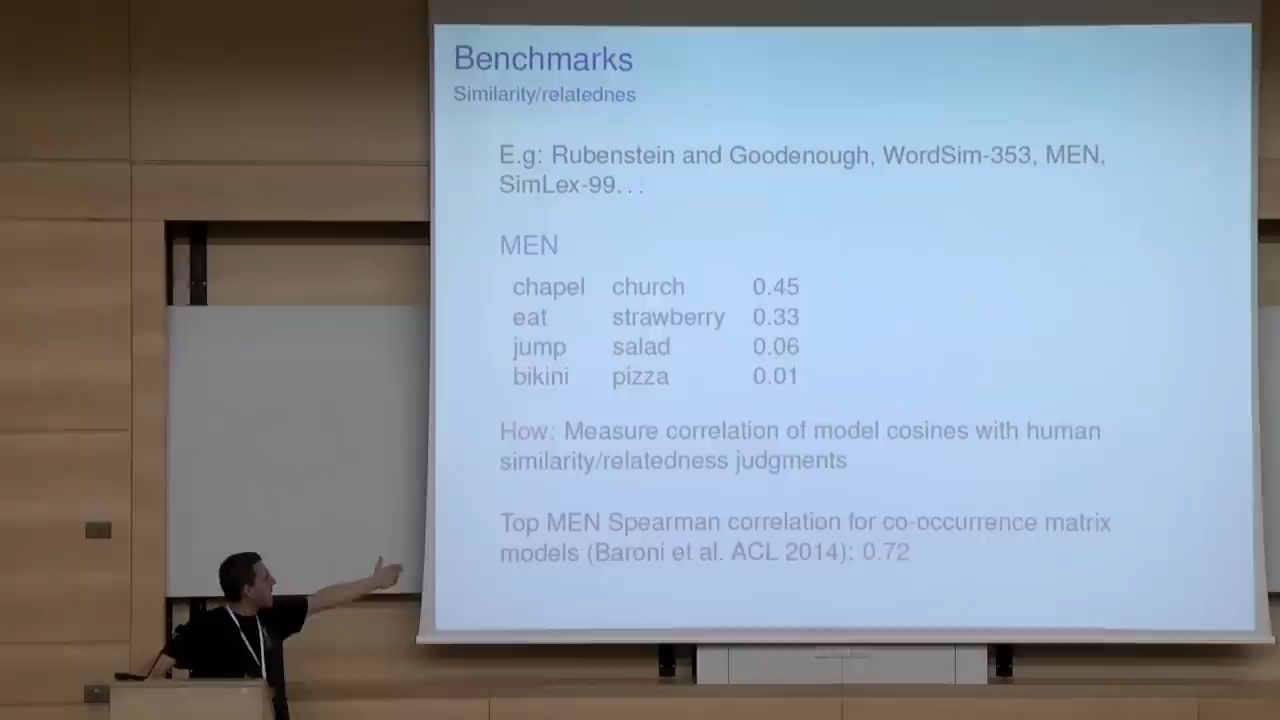 Benchmarks
Similarity/relatednes
E.g: Rubenstein and Goodenough, WordSim-353, MEN,
SimLex-99...
MEN
chapel church 0.45
eat strawberry 0.33
jump salad 0.06
bikini pizza 0.01
How: Measure correlation of model cosines with human
similarity/relatedness judgments
Top MEN Spearman correlation for co-occurrence matrix
models (Baroni et al. ACL 2014): 0.72